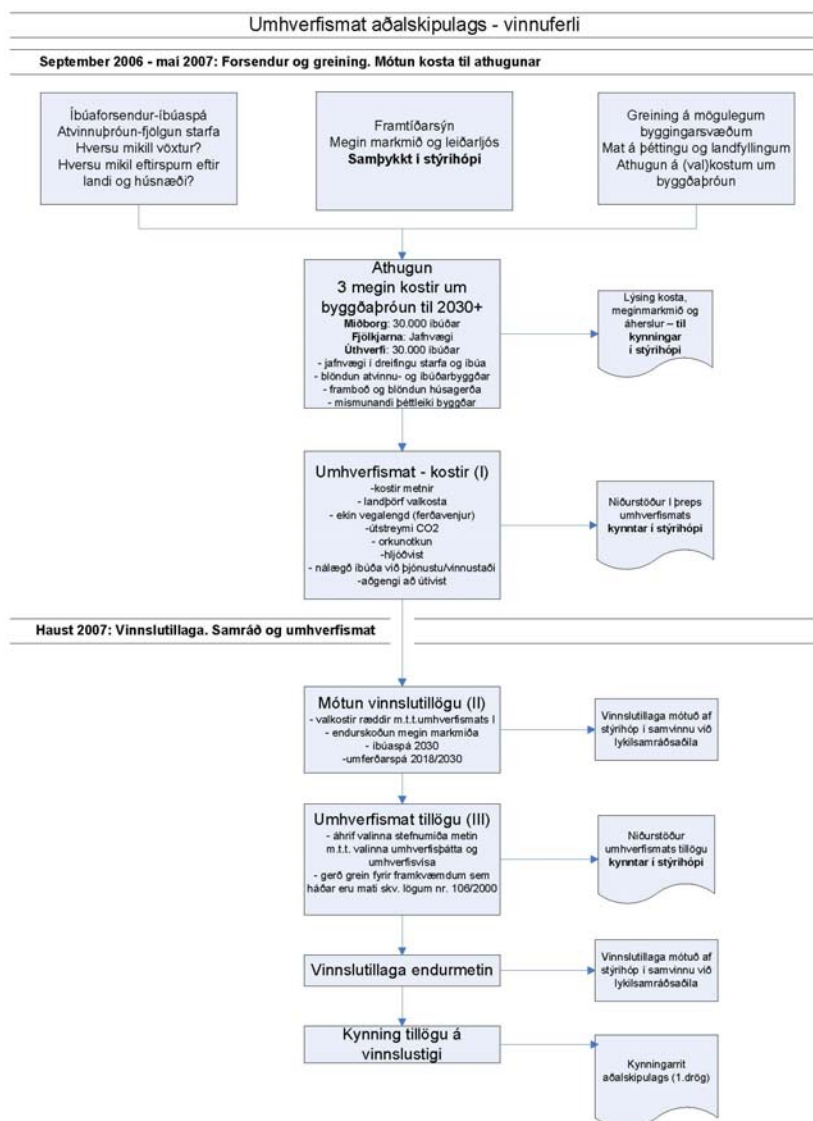 Umhverfismat aðalskipulags - vinnuferli
September 2006 - mai 2007: Forsendur og greining. Mótun kosta til athugunar
Íbúaforsendur-íbúaspá
Atvinnuþróun-fjölgun starfa
Hversu mikill vöxtur?
Hversu mikil eftirspurn eftir
landi og húsnæði?
Framtíðarsýn
Megin markmið og leiðarljós
Samþykkt í stýrihópi
Greining á mögulegum
byggingarsvæðum
Mat á þéttingu og landfyllingum
Athugun á (val)kostum um
byggðaþróun
Athugun
3 megin kostir um
byggðaþróun til 2030+
Miðborg: 30.000 íbúðar
Fjölkjarna: Jafnvægi
Úthverfi: 30.000 íbúðar
- jafnvægi í dreifingu starfa og íbúa
- blöndun atvinnu- og íbúðarbyggðar
- framboð og blöndun húsagerða
- mismunandi þéttleiki byggðar
Lýsing kosta,
meginmarkmið og
áherslur – til
kynningar
í stýrihópi
Umhverfismat - kostir (I)
-kostir metnir
- landþörf valkosta
- ekin vegalengd (ferðavenjur)
-útstreymi CO2
- orkunotkun
-hljóðvist
- nálægð íbúða við þjónustu/vinnustaði
-aðgengi að útivist
Niðurstöður I þreps
umhverfismats
kynntar í stýrihópi
Haust 2007: Vinnslutillaga. Samráð og umhverfismat
Mótun vinnslutillögu (II)
- valkostir ræddir m.t.t.umhverfismats I
- endurskoðun megin markmiða
- íbúaspá 2030
-umferðarspá 2018/2030
Vinnslutillaga mótuð af
stýrihóp í samvinnu við
lykilsamráðsaðila
Umhverfismat tillögu (III)
- áhrif valinna stefnumiða metin
m.t.t. valinna umhverfisþátta og
umhverfisvísa
- gerð grein fyrir framkvæmdum sem
háðar eru mati skv. lögum nr. 106/2000
Niðurstöður
umhverfismats tillögu
kynntar í stýrihópi
Vinnslutillaga endurmetin
Vinnslutillaga mótuð af
stýrihóp í samvinnu við
lykilsamráðsaðila
Kynning tillögu á
vinnslustigi
Kynningarrit
aðalskipulags (1.drög)